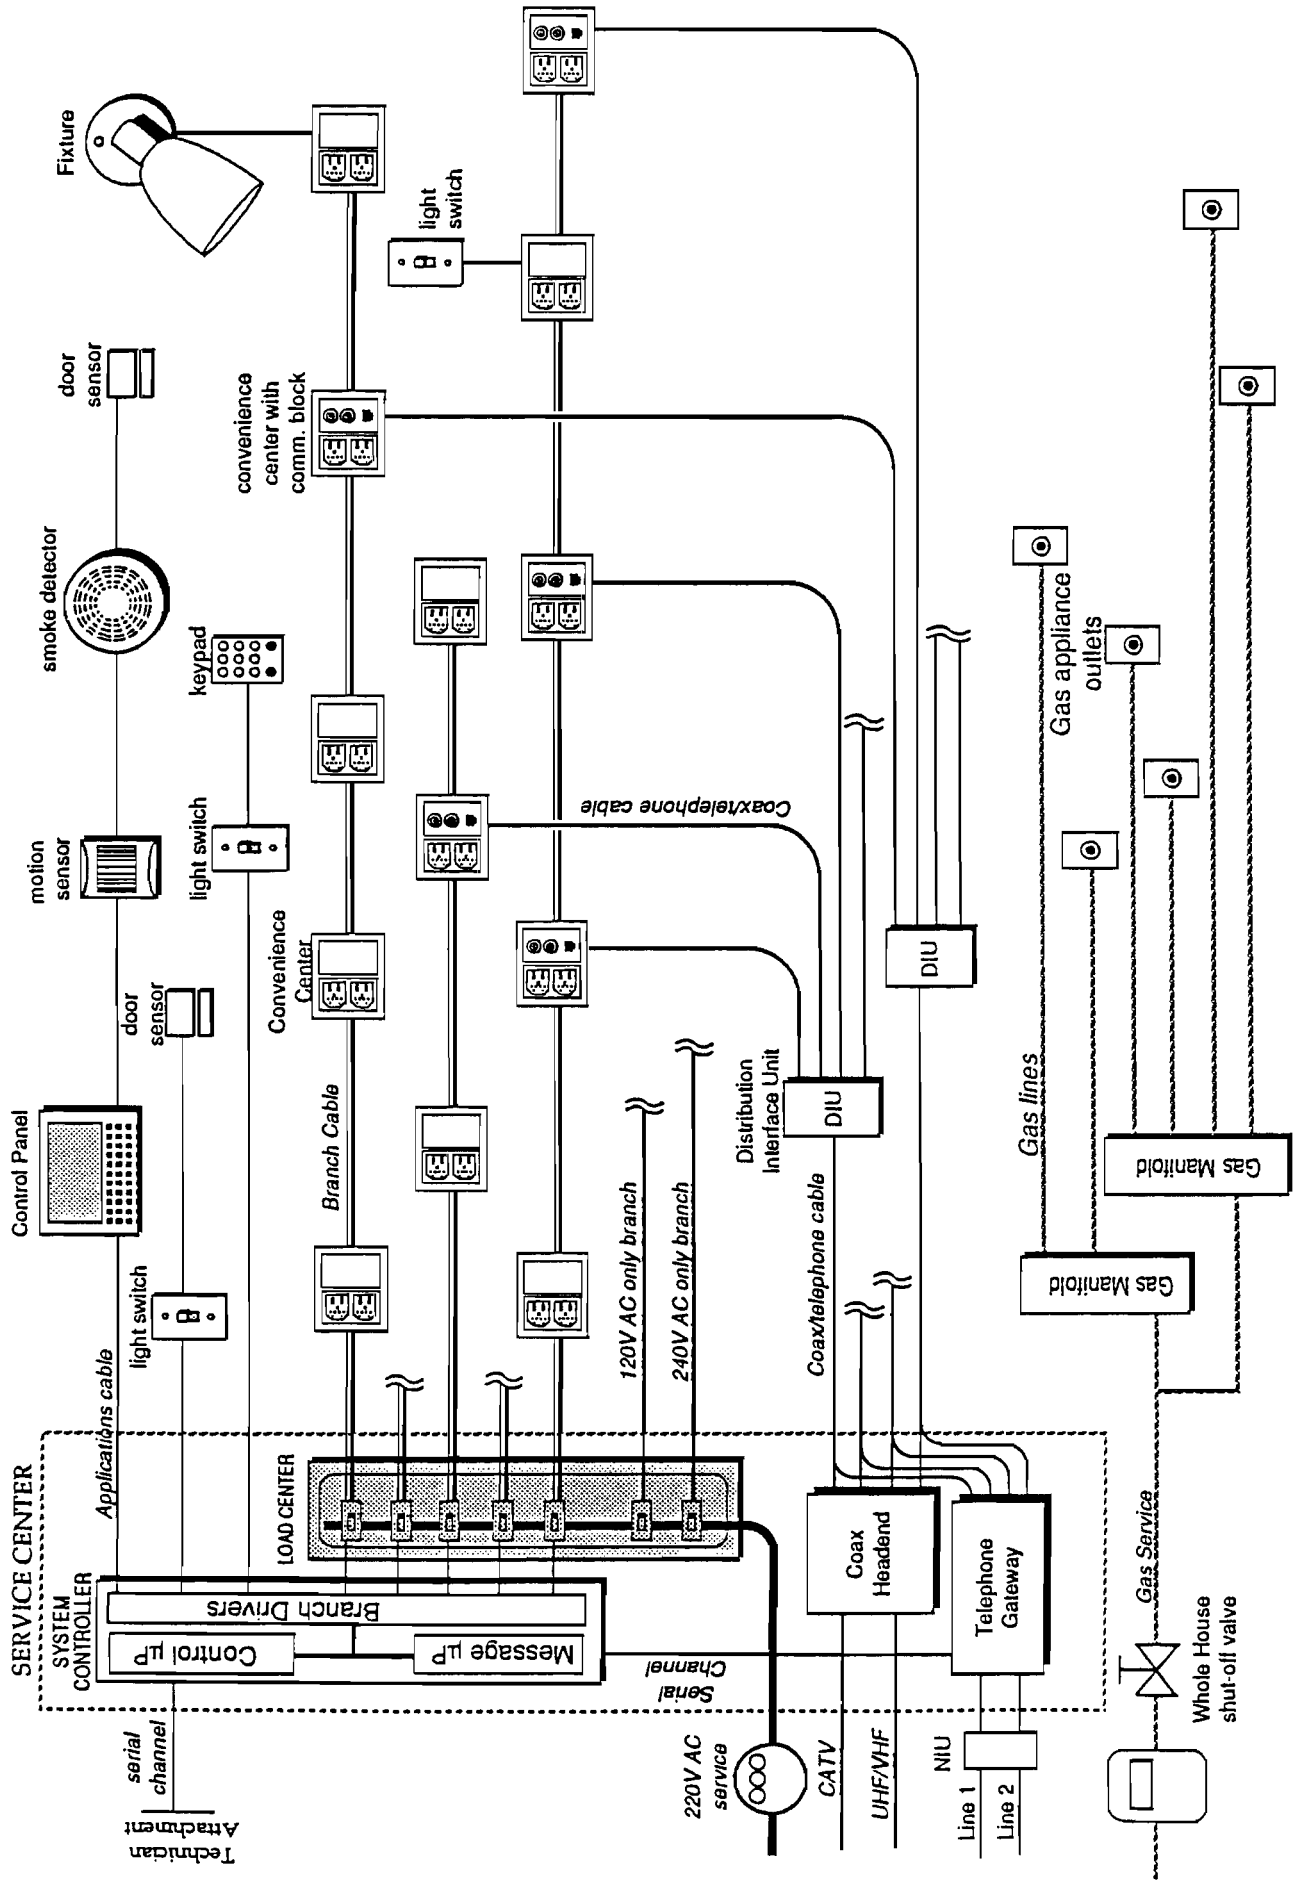 SERVICE CENTER
Technician
Attachment
serial
channel
SYSTEM
CONTROLLER
Control µP
Message µP
Branch Drivers
Serial
Channel
220V AC
service
CATV
UHF/VHF
NIU
Line 1
Line 2
Whole House
shut-off valve
Gas Service
LOAD CENTER
Coax
Headend
Telephone
Gateway
Applications cable
light switch
Control Panel
door
sensor
motion
sensor
light switch
keypad
smoke detector
door
sensor
Fixture
Branch Cable
Convenience
Center
convenience
center with
comm. block
light
switch
120V AC only branch
240V AC only branch
Coax/telephone cable
Distribution
Interface Unit
DIU
Coax/telephone cable
DIU
Gas Manifold
Gas Manifold
Gas lines
Gas appliance
outlets